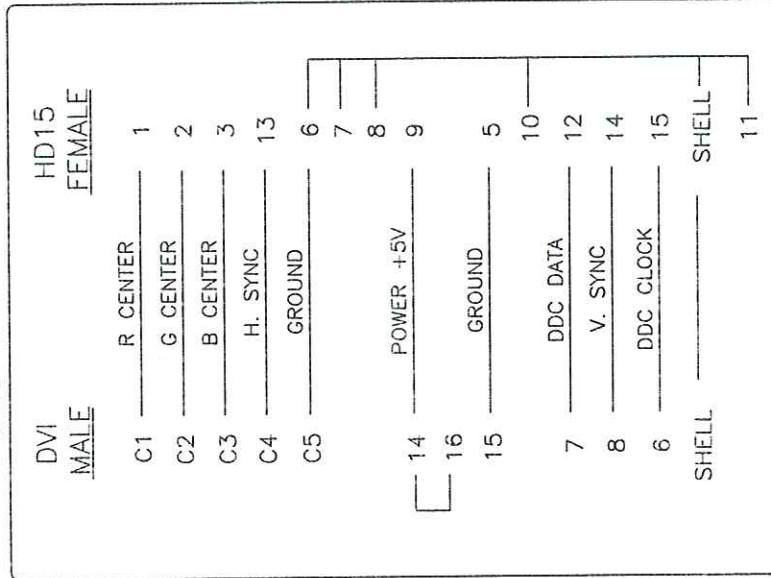 DVI HD15
MALE FEMALE
C1 R CENTER 1
C2 G CENTER 2
C3 B CENTER 3
C4 H. SYNC 13
C5 GROUND 6
7
8
14 POWER +5V 9
16
15 GROUND 5
10
7 DDC DATA 12
8 V. SYNC 14
6 DDC CLOCK 15
SHELL SHELL
11